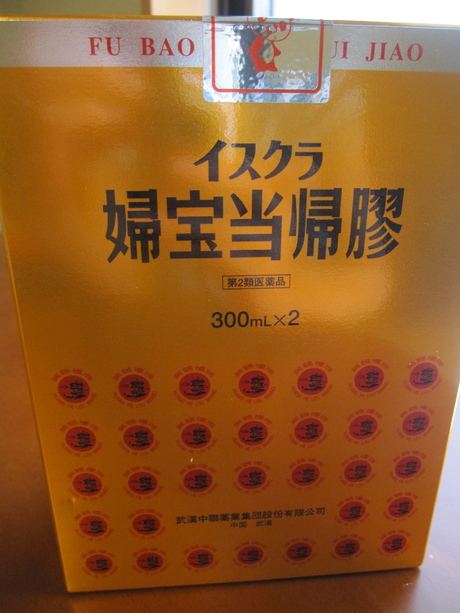 FU BAO UI JIAO
イスクラ
婦宝当帰膠
第2類医薬品
300mL×2
武漢中聯薬業集団股份有限公司
中国 武漢